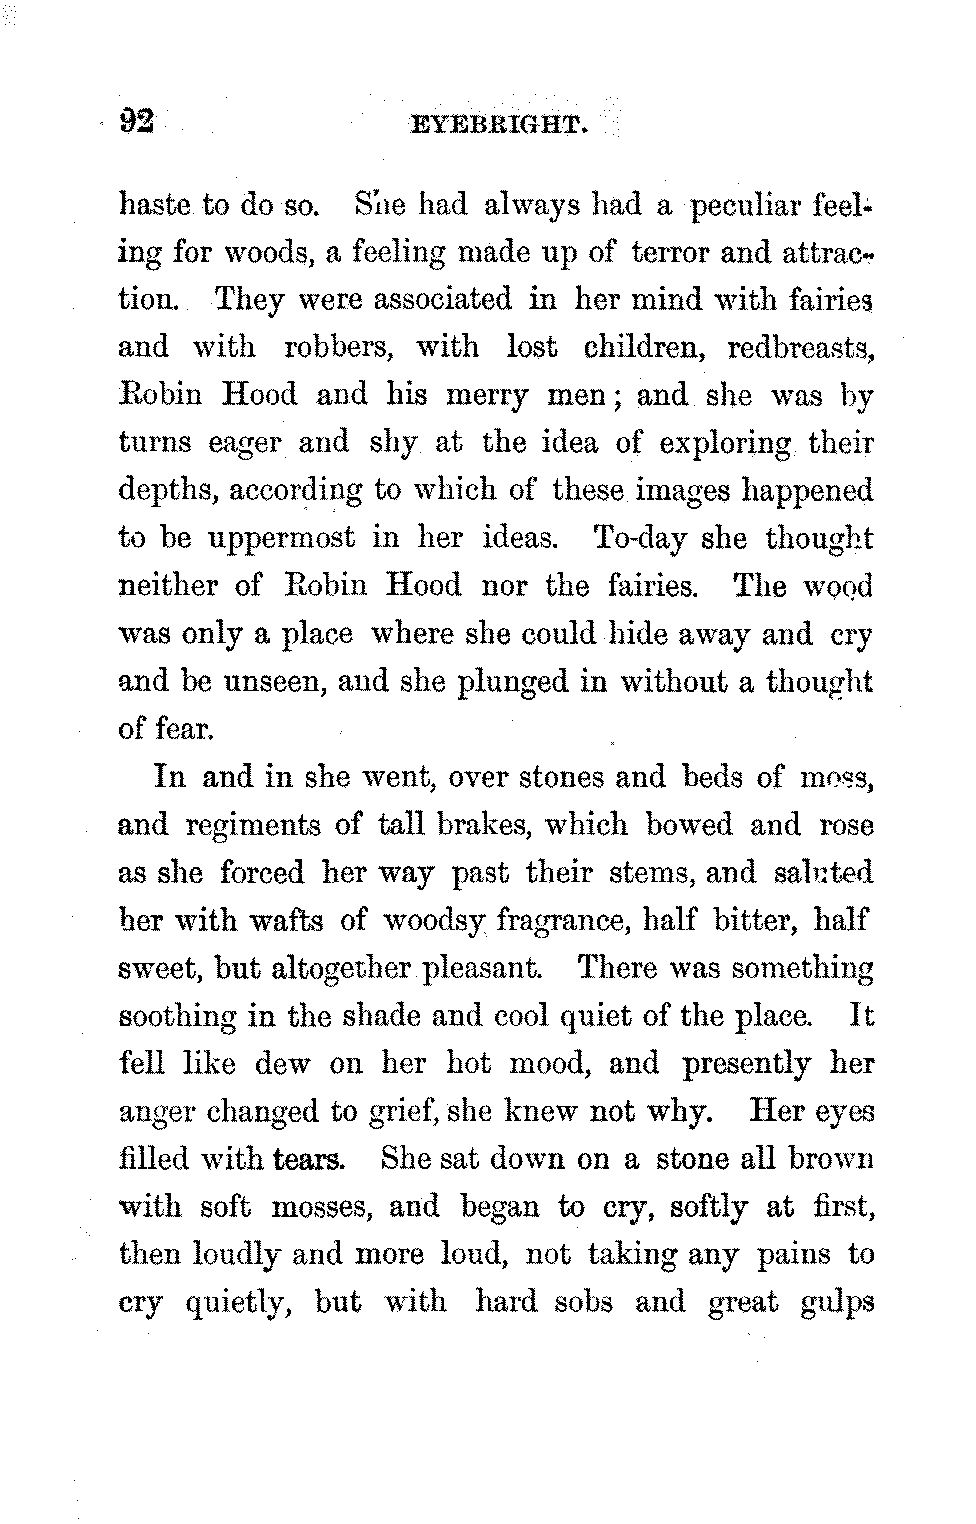 92 EYEBRIGHT.
haste to do so. She had always had a peculiar feel-
ing for woods, a feeling made up of terror and attrac-
tion. They were associated in her mind with fairies
and with robbers, with lost children, redbreasts,
Robin Hood and his merry men; and she was by
turns eager and shy at the idea of exploring their
depths, according to which of these images happened
to be uppermost in her ideas. To-day she thought
neither of Robin Hood nor the fairies. The wood
was only a place where she could hide away and cry
and be unseen, and she plunged in without a thought
of fear.
In and in she went, over stones and beds of moss,
and regiments of tall brakes, which bowed and rose
as she forced her way past their stems, and saluted
her with wafts of woodsy fragrance, half bitter, half
sweet, but altogether pleasant. There was something
soothing in the shade and cool quiet of the place. It
fell like dew on her hot mood, and presently her
anger changed to grief, she knew not why. Her eyes
filled with tears. She sat down on a stone all brown
with soft mosses, and began to cry, softly at first,
then loudly and more loud, not taking any pains to
cry quietly, but with hard sobs and great gulps